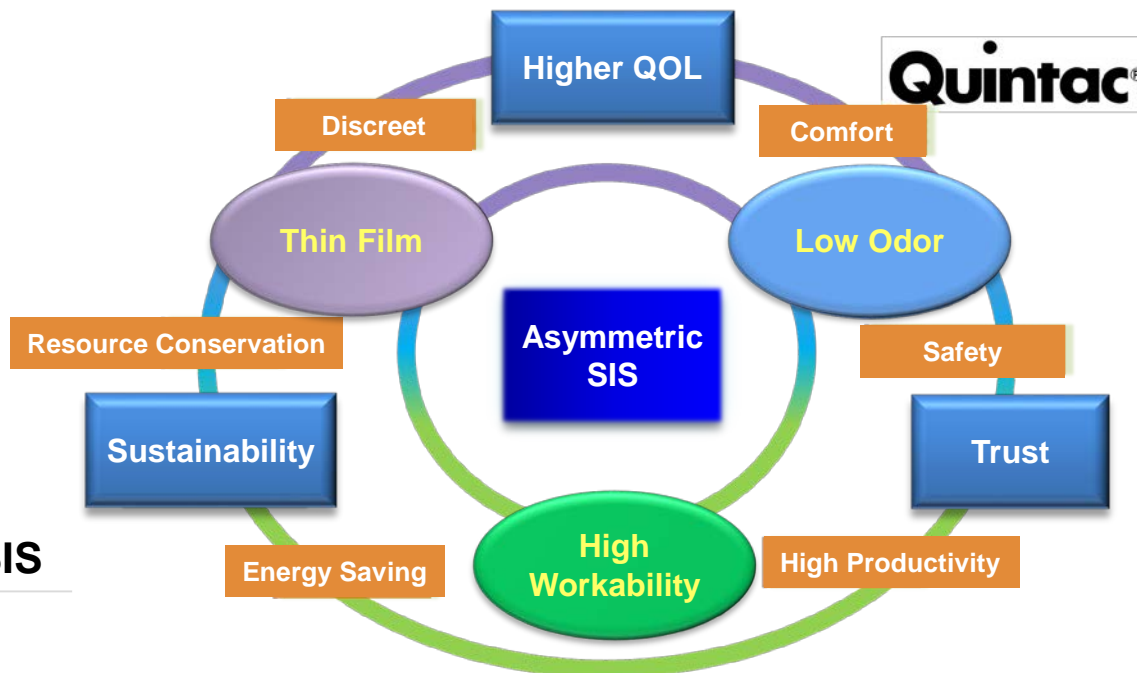 Higher QOL
Quintac®
Discreet
Comfort
Thin Film
Low Odor
Asymmetric
SIS
Resource Conservation
Safety
Sustainability
Trust
SIS
High
Workability
Energy Saving
High Productivity